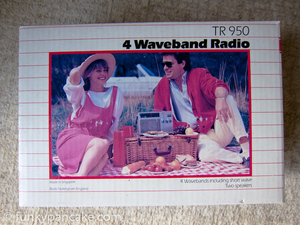 TR 950
4 Waveband Radio
4 Wavebands including short wave
Two speakers
funkypancake.com